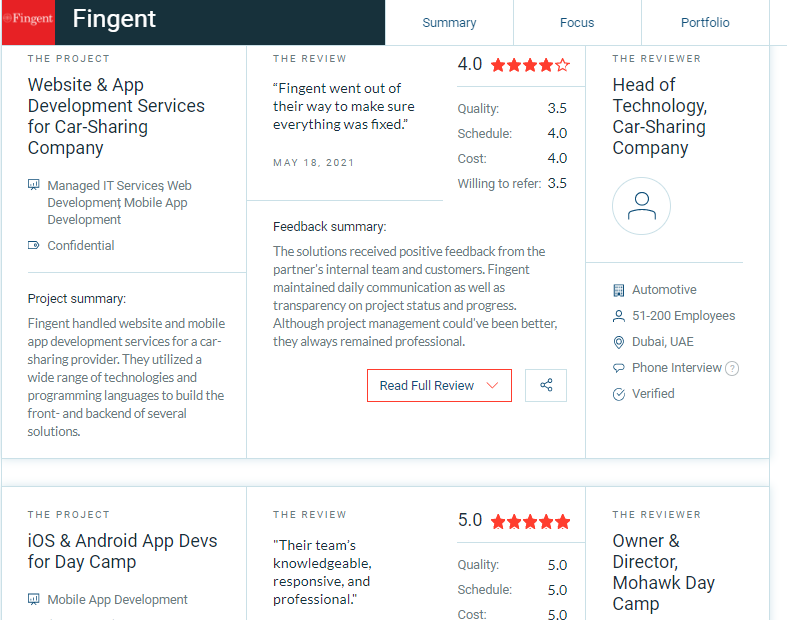 Fingent
Fingent
Summary
Focus
Portfolio
THE PROJECT
Website & App
Development Services
for Car-Sharing
Company
Managed IT Services, Web
Development, Mobile App
Development
Confidential
Project summary:
Fingent handled website and mobile
app development services for a car-
sharing provider. They utilized a
wide range of technologies and
programming languages to build the
front- and backend of several
solutions.
THE REVIEW
“Fingent went out of
their way to make sure
everything was fixed.”
MAY 18, 2021
4.0
Quality: 3.5
Schedule: 4.0
Cost: 4.0
Willing to refer: 3.5
Feedback summary:
The solutions received positive feedback from the
partner's internal team and customers. Fingent
maintained daily communication as well as
transparency on project status and progress.
Although project management could've been better,
they always remained professional.
Read Full Review
THE REVIEWER
Head of
Technology,
Car-Sharing
Company
Automotive
51-200 Employees
Dubai, UAE
Phone Interview ?
Verified
THE PROJECT
iOS & Android App Devs
for Day Camp
Mobile App Development
THE REVIEW
"Their team's
knowledgeable,
responsive, and
professional."
5.0
Quality: 5.0
Schedule: 5.0
Cost: 5.0
THE REVIEWER
Owner &
Director,
Mohawk Day
Camp